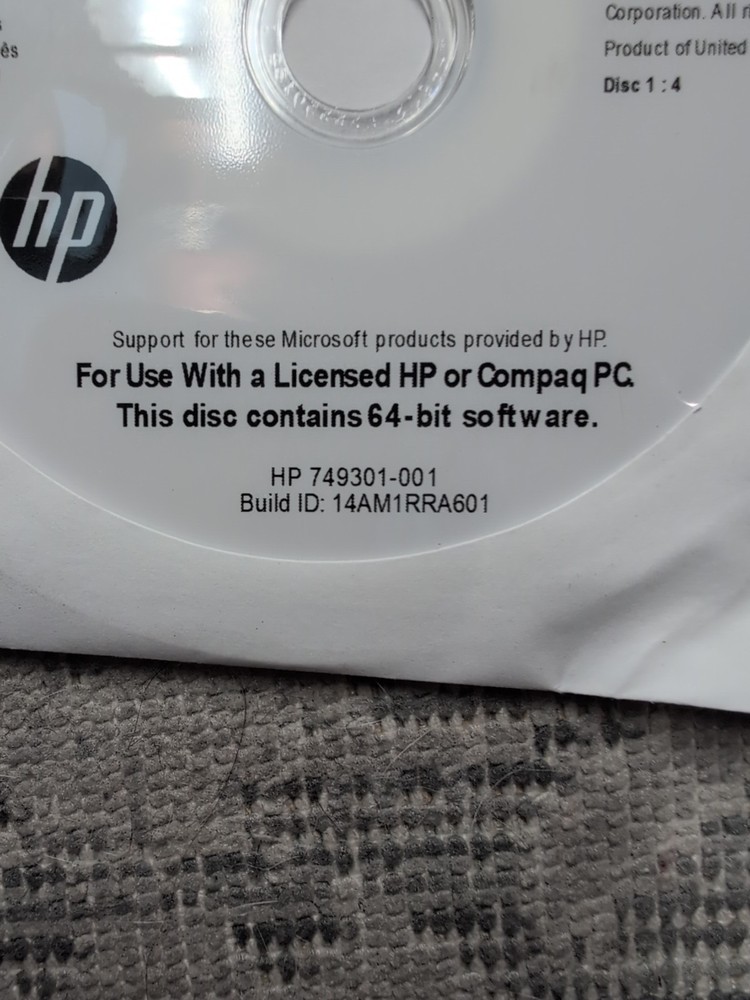 Corporation. All
ês
Product of United
Disc 1 : 4
hp
Support for these Microsoft products provided by HP.
For Use With a Licensed HP or Compaq PC.
This disc contains 64-bit software.
HP 749301-001
Build ID: 14AM1RRA601